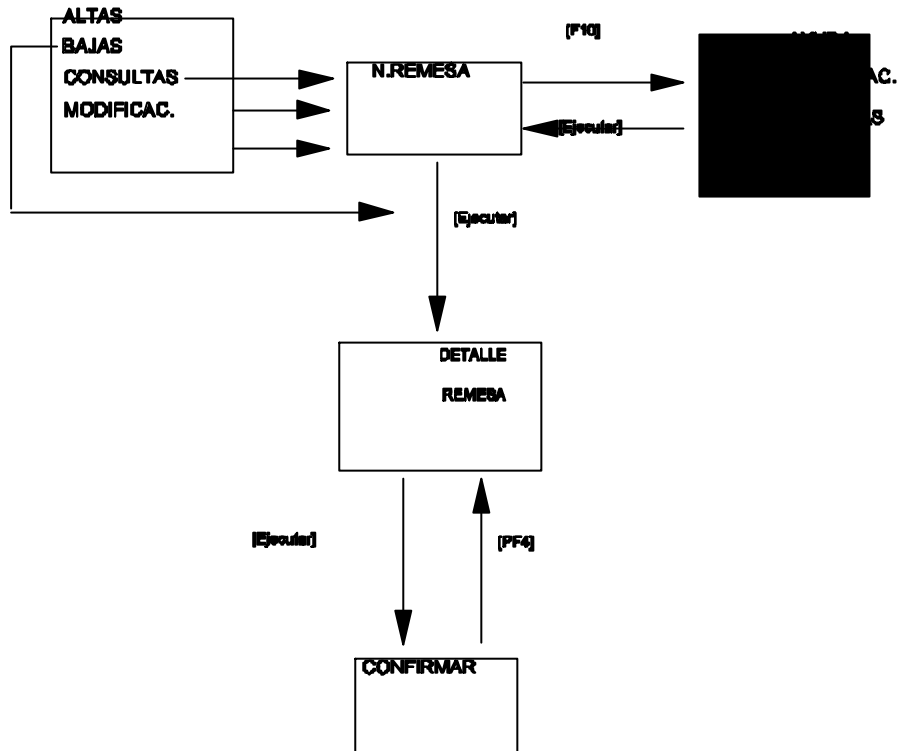 ALTAS
BAJAS
CONSULTAS
MODIFICAC.
N.REMESA
[F10]
[Ejecutar]
[Ejecutar]
DETALLE
REMESA
[Ejecutar]
[PF4]
CONFIRMAR